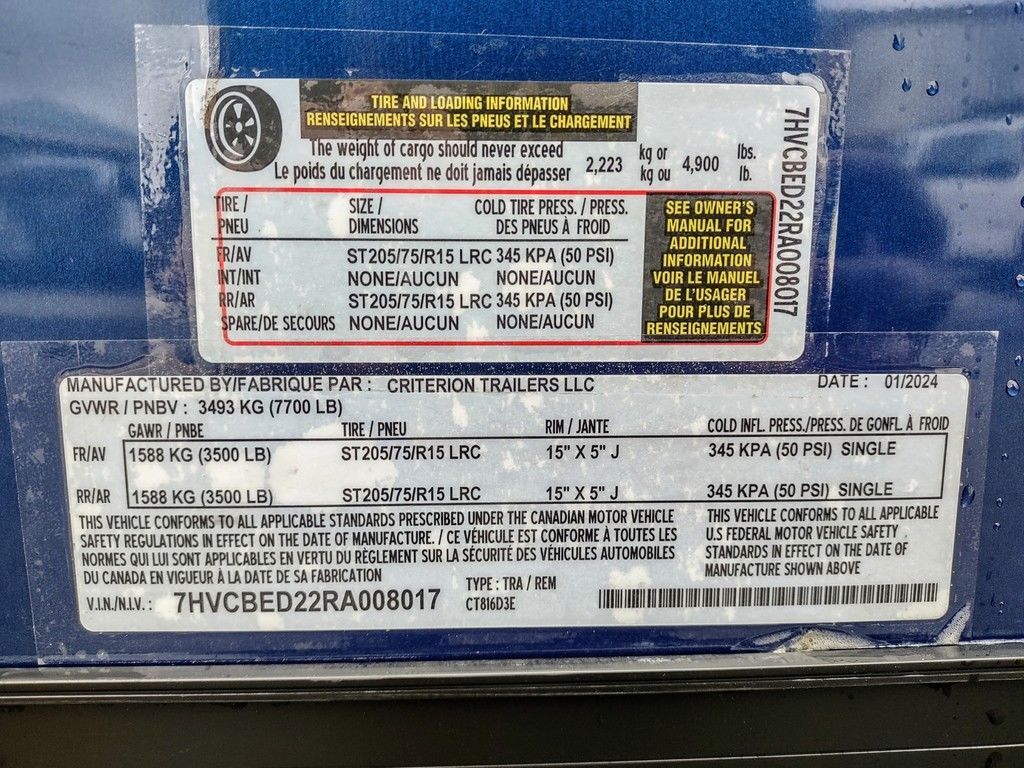 TIRE AND LOADING INFORMATION
RENSEIGNEMENTS SUR LES PNEUS ET LE CHARGEMENT
The weight of cargo should never exceed 2,223 kg or 4,900 lbs.
Le poids du chargement ne doit jamais dépasser kg ou lb.
TIRE / SIZE / COLD TIRE PRESS. / PRESS.
PNEU DIMENSIONS DES PNEUS À FROID
FR/AV ST205/75/R15 LRC 345 KPA (50 PSI)
INT/INT NONE/AUCUN NONE/AUCUN
RR/AR ST205/75/R15 LRC 345 KPA (50 PSI)
SPARE/DE SECOURS NONE/AUCUN NONE/AUCUN
SEE OWNER'S
MANUAL FOR
ADDITIONAL
INFORMATION
VOIR LE MANUEL
DE L'USAGER
POUR PLUS DE
RENSEIGNEMENTS
7HVCBED22RA008017
MANUFACTURED BY/FABRIQUE PAR : CRITERION TRAILERS LLC DATE : 01/2024
GVWR / PNBV : 3493 KG (7700 LB)
GAWR / PNBE TIRE / PNEU RIM / JANTE COLD INFL. PRESS./PRESS. DE GONFL. À FROID
FR/AV 1588 KG (3500 LB) ST205/75/R15 LRC 15" X 5" J 345 KPA (50 PSI) SINGLE
RR/AR 1588 KG (3500 LB) ST205/75/R15 LRC 15" X 5" J 345 KPA (50 PSI) SINGLE
THIS VEHICLE CONFORMS TO ALL APPLICABLE STANDARDS PRESCRIBED UNDER THE CANADIAN MOTOR VEHICLE
SAFETY REGULATIONS IN EFFECT ON THE DATE OF MANUFACTURE. / CE VÉHICULE EST CONFORME À TOUTES LES
NORMES QUI LUI SONT APPLICABLES EN VERTU DU RÈGLEMENT SUR LA SÉCURITÉ DES VÉHICULES AUTOMOBILES
DU CANADA EN VIGUEUR À LA DATE DE SA FABRICATION
THIS VEHICLE CONFORMS TO ALL APPLICABLE
U.S FEDERAL MOTOR VEHICLE SAFETY
STANDARDS IN EFFECT ON THE DATE OF
MANUFACTURE SHOWN ABOVE
TYPE : TRA / REM
V.I.N./N.I.V. : 7HVCBED22RA008017 CT816D3E